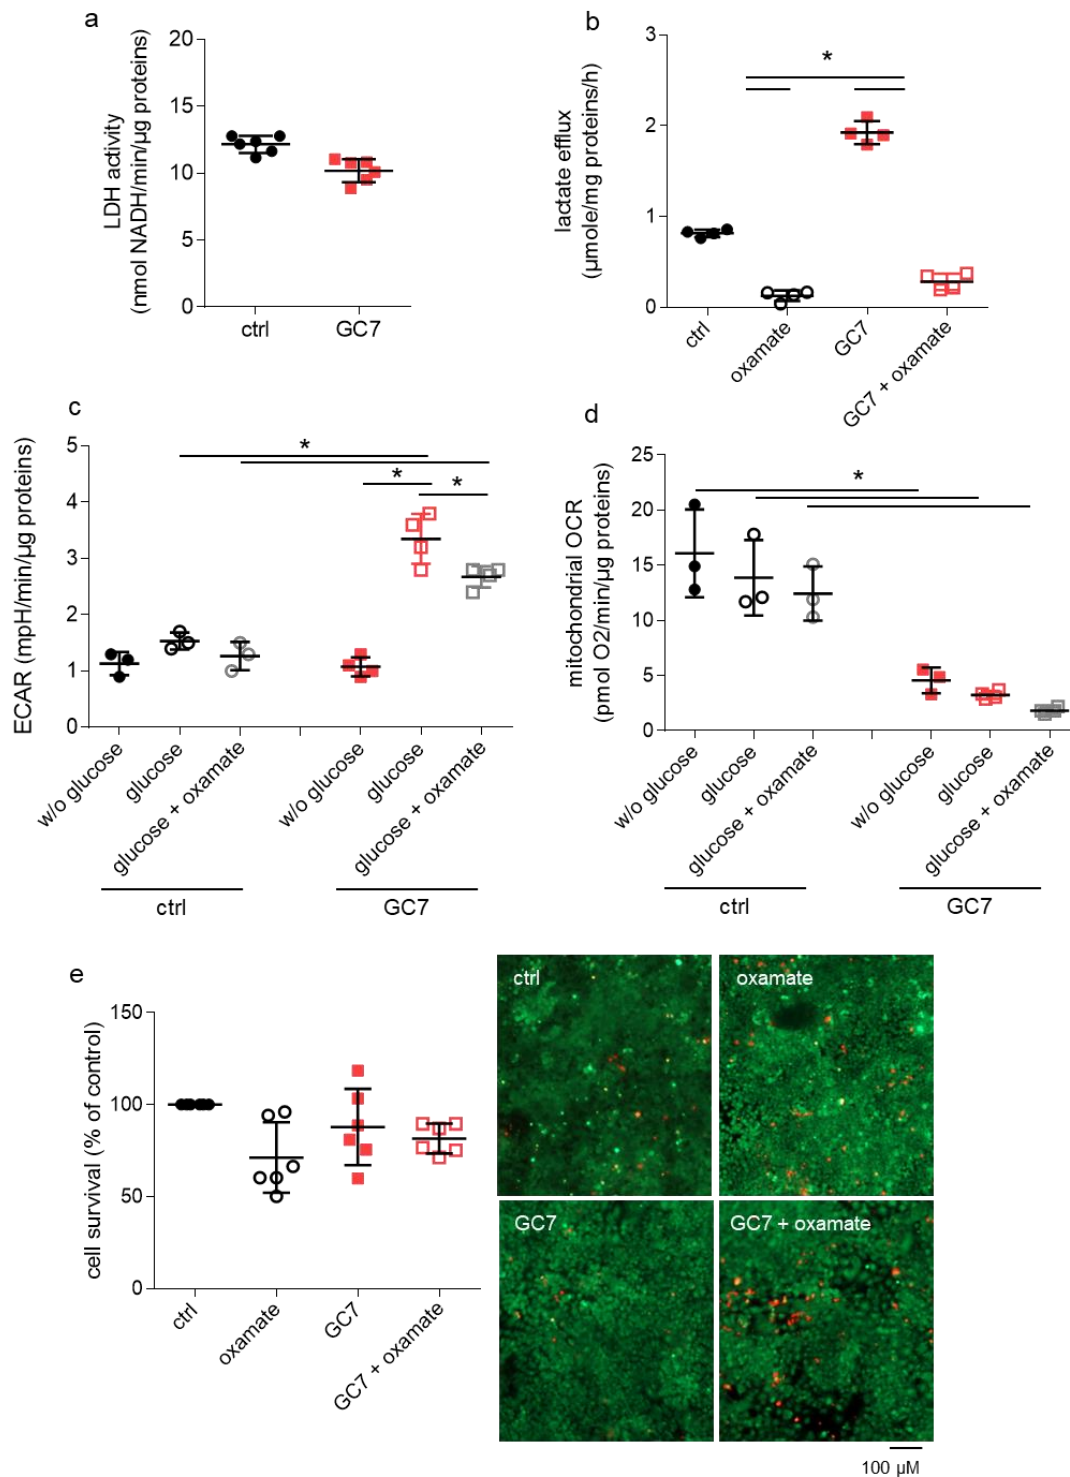 a
LDH activity
(nmol NADH/min/µg proteins)
20
15
10
5
0
ctrl
GC7
b
lactate efflux
(µmole/mg proteins/h)
3
2
1
0
*
ctrl
oxamate
GC7
GC7 + oxamate
c
ECAR (mpH/min/µg proteins)
5
4
3
2
1
0
*
*
*
w/o glucose
glucose
glucose + oxamate
w/o glucose
glucose
glucose + oxamate
ctrl
GC7
d
mitochondrial OCR
(pmol O2/min/µg proteins)
25
20
15
10
5
0
*
w/o glucose
glucose
glucose + oxamate
w/o glucose
glucose
glucose + oxamate
ctrl
GC7
e
cell survival (% of control)
150
100
50
0
ctrl
oxamate
GC7
GC7 + oxamate
ctrl
oxamate
GC7
GC7 + oxamate
100 µM